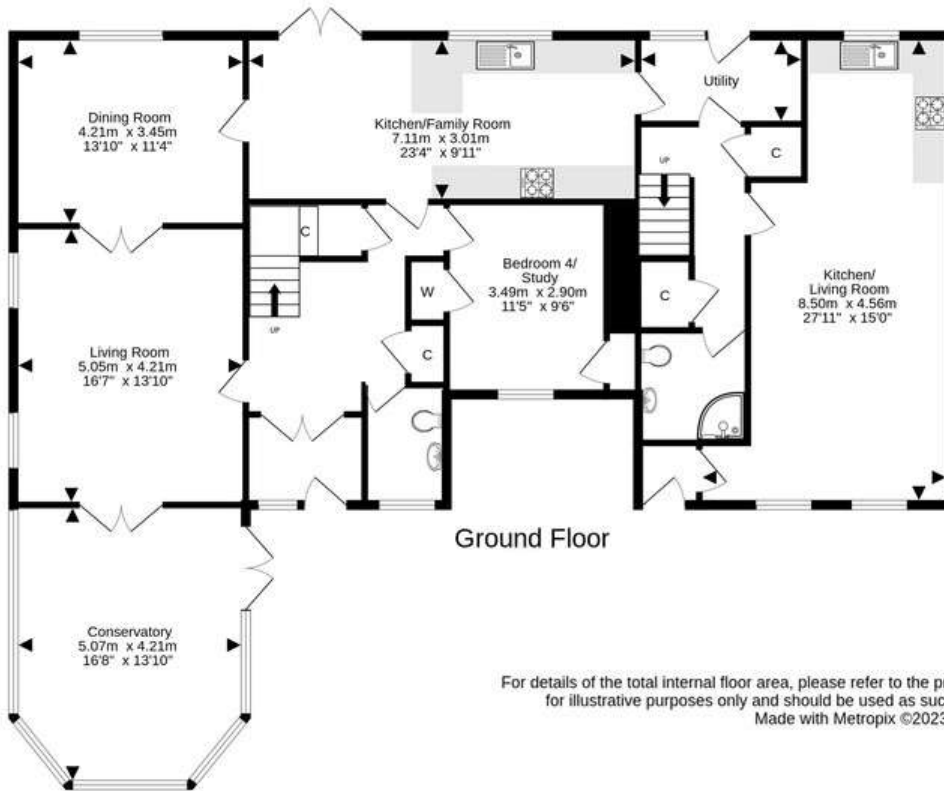 Dining Room
4.21m x 3.45m
13'10" x 11'4"
Kitchen/Family Room
7.11m x 3.01m
23'4" x 9'11"
Utility
C
UP
C
C
UP
W
C
Bedroom 4/
Study
3.49m x 2.90m
11'5" x 9'6"
C
Kitchen/
Living Room
8.50m x 4.56m
27'11" x 15'0"
Living Room
5.05m x 4.21m
16'7" x 13'10"
Ground Floor
Conservatory
5.07m x 4.21m
16'8" x 13'10"
For details of the total internal floor area, please refer to the
for illustrative purposes only and should be used as
Made with Metropix ©2023